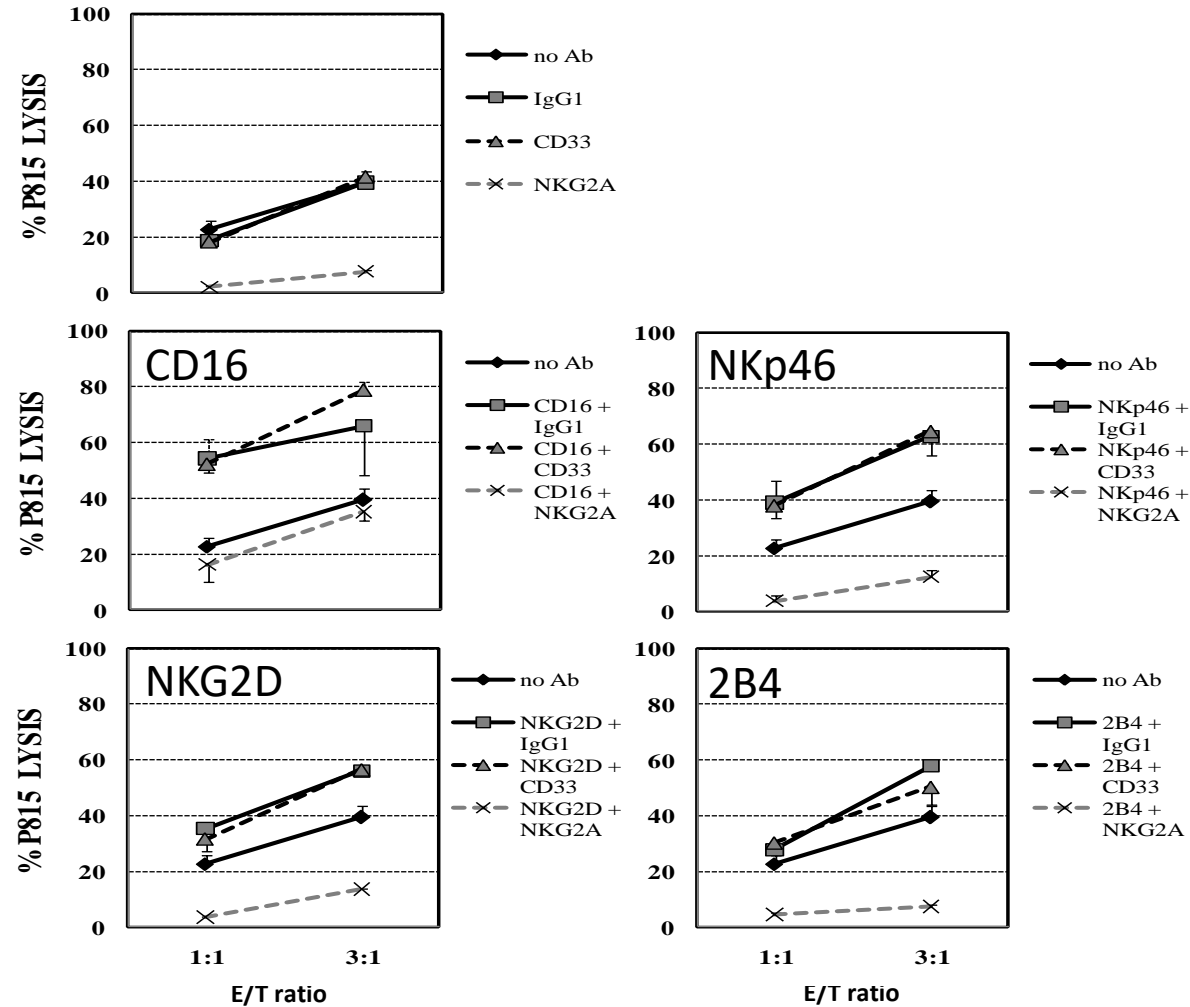 100
80
60
40
20
0
%P815 LYSIS
no Ab
IgG1
CD33
NKG2A
100
80
60
40
20
0
%P815 LYSIS
CD16
no Ab
CD16 +
IgG1
CD16 +
CD33
CD16 +
NKG2A
100
80
60
40
20
0
NKp46
no Ab
NKp46 +
IgG1
NKp46 +
CD33
NKp46 +
NKG2A
100
80
60
40
20
0
%P815 LYSIS
NKG2D
1:1
3:1
E/T ratio
no Ab
NKG2D +
IgG1
NKG2D +
CD33
NKG2D +
NKG2A
100
80
60
40
20
0
2B4
1:1
3:1
E/T ratio
no Ab
2B4 +
IgG1
2B4 +
CD33
2B4 +
NKG2A